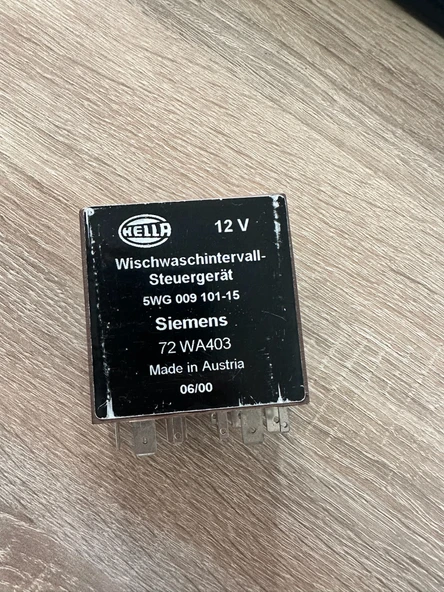 HELLA 12 V
Wischwaschintervall-
Steuergerät
5WG 009 101-15
Siemens
72 WA403
Made in Austria
06/00